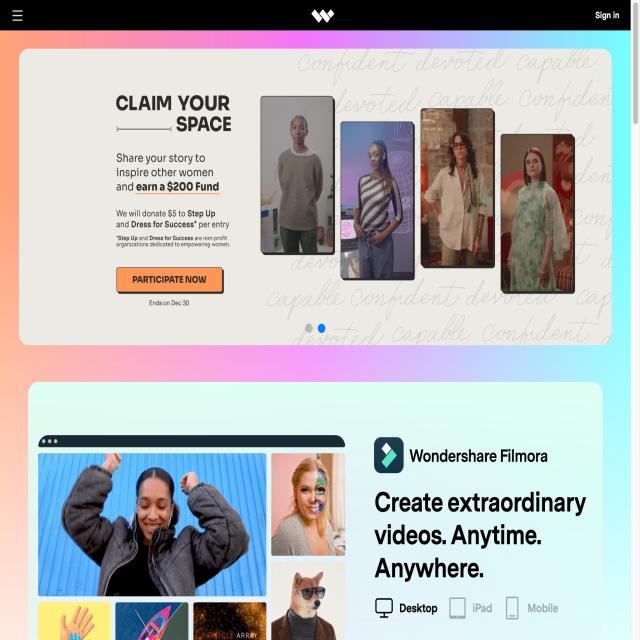 Sign in
confident devoted capable
CLAIM YOUR
SPACE
Share your story to
inspire other women
and earn a $200 Fund
We will donate $5 to Step Up
and Dress for Success* per entry
*Step Up and Dress for Success are non-profit
organizations dedicated to empowering women.
PARTICIPATE NOW
Ends on Dec 30
devoted capable confident
capable confident devoted cap
devoted capable confident
Wondershare Filmora
Create extraordinary
videos. Anytime.
Anywhere.
Desktop iPad Mobile
PARTICLE ARRAY